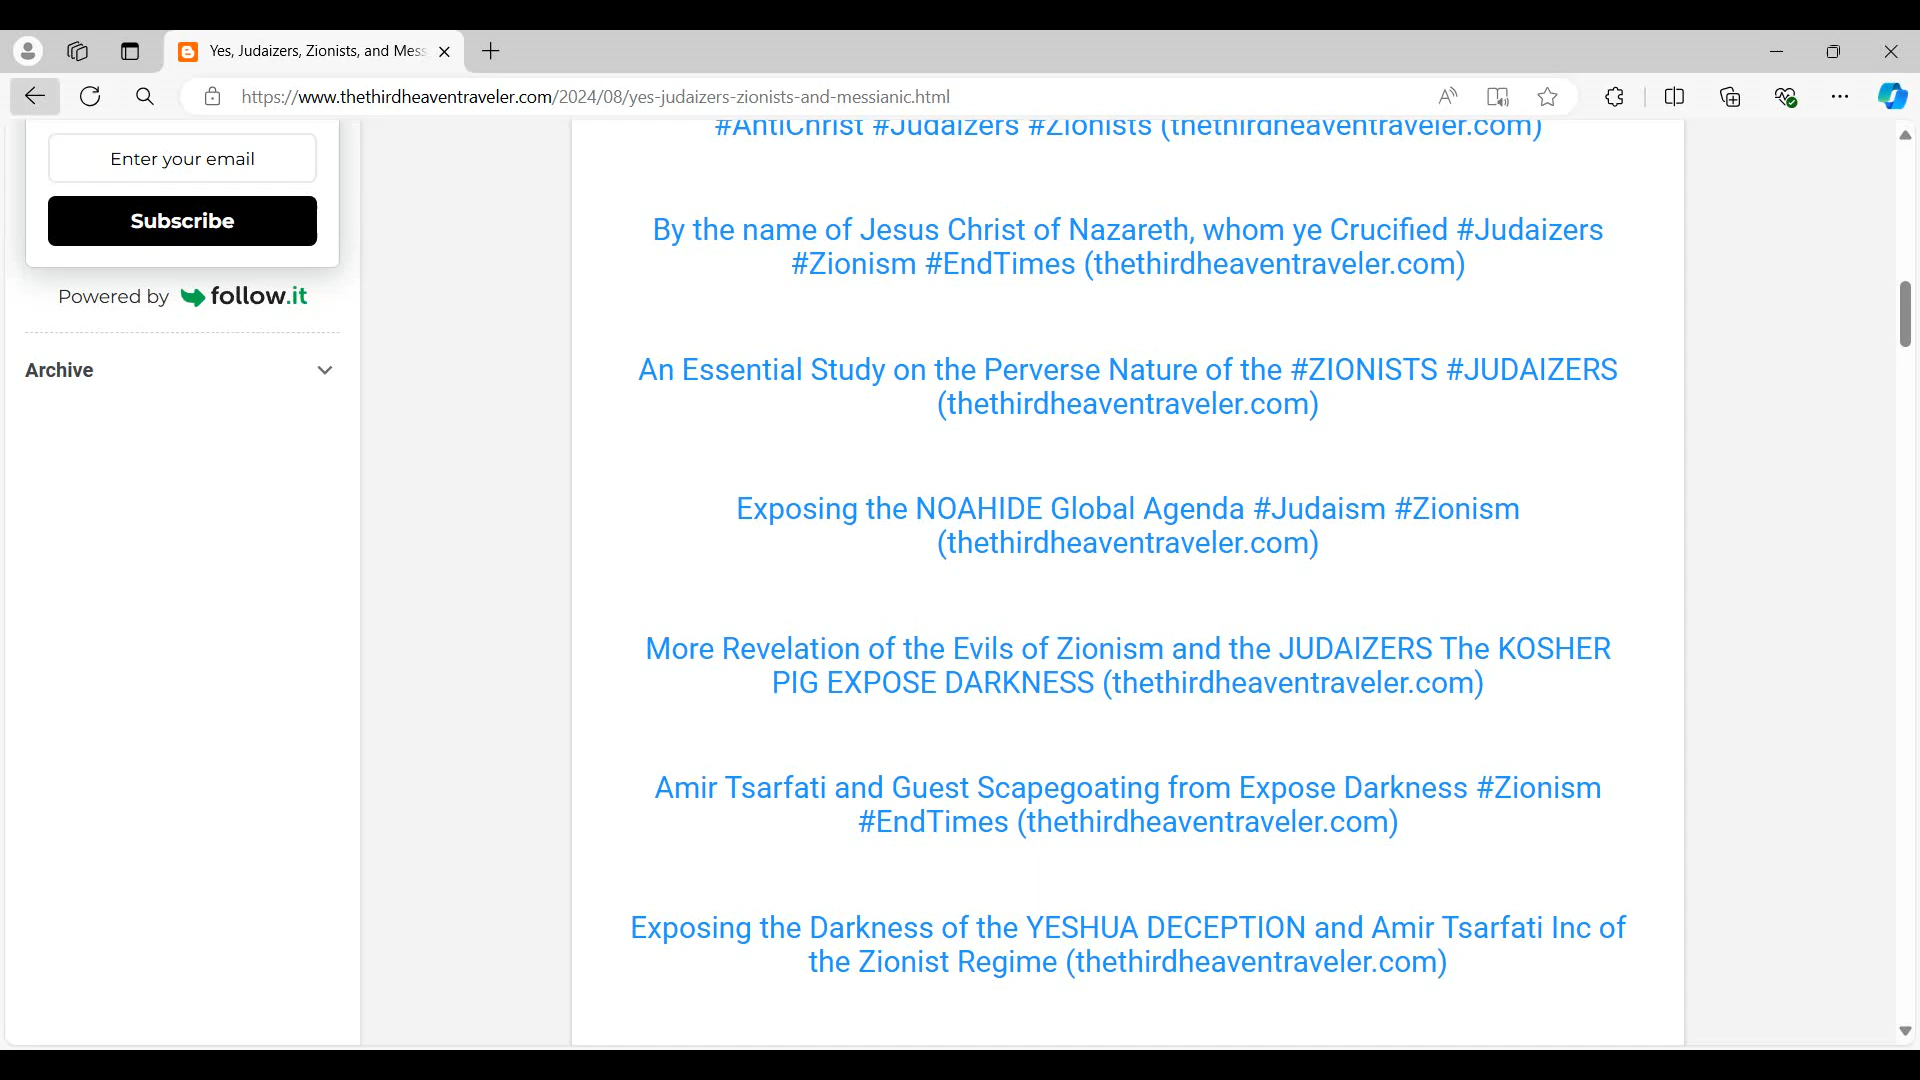 Yes, Judaizers, Zionists, and Mess
https://www.thethirdheaventraveler.com/2024/08/yes-judaizers-zionists-and-messianic.html
Enter your email
Subscribe
Powered by follow.it
Archive
#AntiChrist #Judaizers #Zionists (thethirdheaventraveler.com)
By the name of Jesus Christ of Nazareth, whom ye Crucified #Judaizers
#Zionism #EndTimes (thethirdheaventraveler.com)
An Essential Study on the Perverse Nature of the #ZIONISTS #JUDAIZERS
(thethirdheaventraveler.com)
Exposing the NOAHIDE Global Agenda #Judaism #Zionism
(thethirdheaventraveler.com)
More Revelation of the Evils of Zionism and the JUDAIZERS The KOSHER
PIG EXPOSE DARKNESS (thethirdheaventraveler.com)
Amir Tsarfati and Guest Scapegoating from Expose Darkness #Zionism
#EndTimes (thethirdheaventraveler.com)
Exposing the Darkness of the YESHUA DECEPTION and Amir Tsarfati Inc of
the Zionist Regime (thethirdheaventraveler.com)